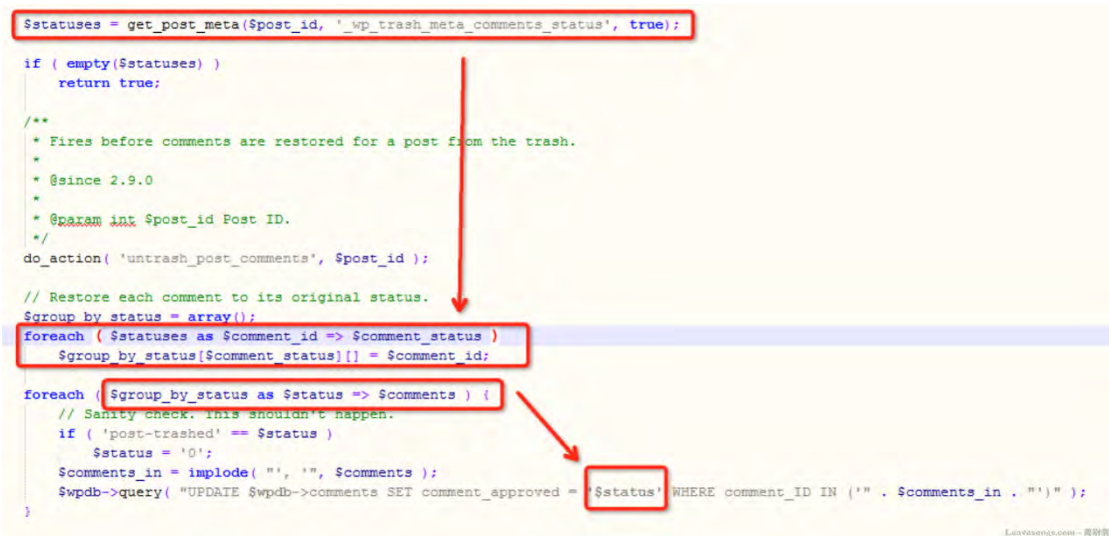 $statuses = get_post_meta($post_id, '_wp_trash_meta_comments_status', true);
if ( empty($statuses) )
return true;
/**
* Fires before comments are restored for a post from the trash.
*
* @since 2.9.0
*
* @param int $post_id Post ID.
*/
do_action( 'untrash_post_comments', $post_id );
// Restore each comment to its original status.
$group_by_status = array();
foreach ( $statuses as $comment_id => $comment_status )
$group_by_status[$comment_status][] = $comment_id;
foreach ( $group_by_status as $status => $comments ) {
// Sanity check. This shouldn't happen.
if ( 'post-trashed' == $status )
$status = '0';
$comments_in = implode( "', '", $comments );
$wpdb->query( "UPDATE $wpdb->comments SET comment_approved = '$status' WHERE comment_ID IN ('" . $comments_in . "')" );
}